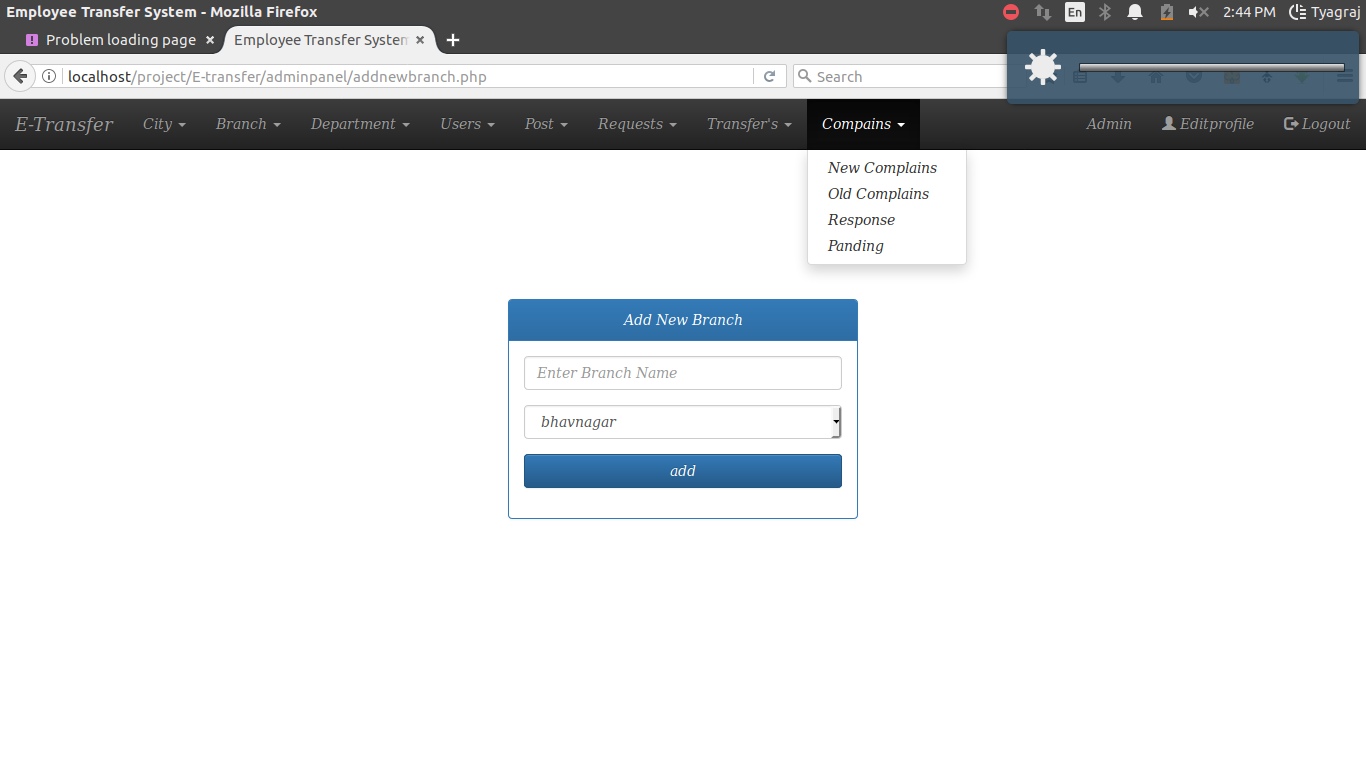 Employee Transfer System - Mozilla Firefox
En
2:44 PM
Tyagraj
Problem loading page
Employee Transfer System
localhost/project/E-transfer/adminpanel/addnewbranch.php
Search
E-Transfer
City
Branch
Department
Users
Post
Requests
Transfer's
Compains
Admin
Editprofile
Logout
New Complains
Old Complains
Response
Panding
Add New Branch
Enter Branch Name
bhavnagar
add